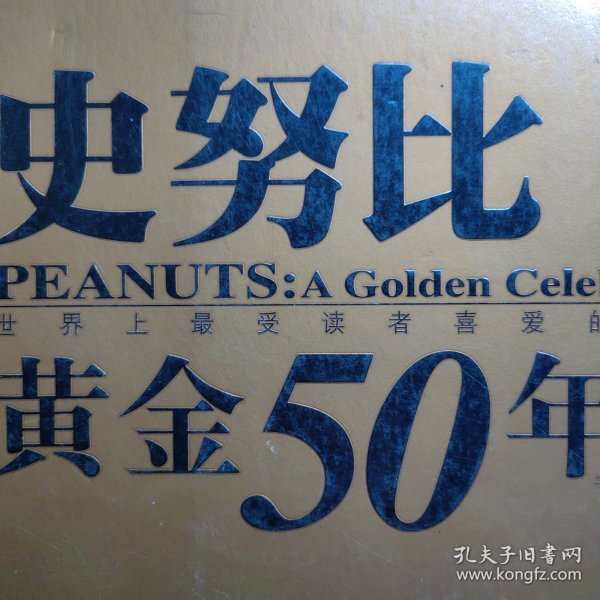 史努比
PEANUTS: A Golden Cele
世界上最受读者喜爱的
黄金50年
孔夫子旧书网
www.kongfz.com